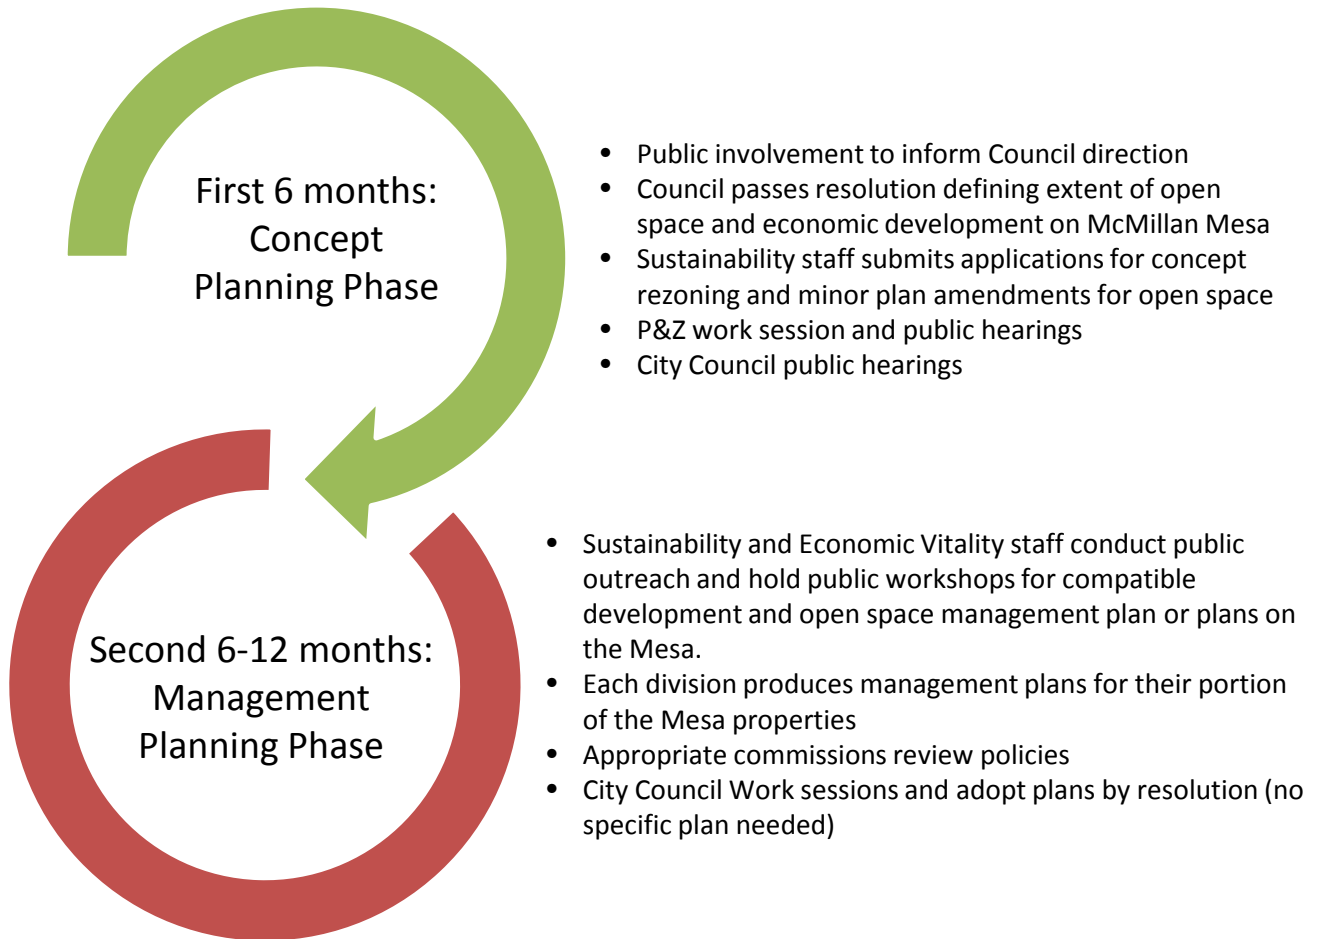 First 6 months:
Concept
Planning Phase
• Public involvement to inform Council direction
• Council passes resolution defining extent of open
space and economic development on McMillan Mesa
• Sustainability staff submits applications for concept
rezoning and minor plan amendments for open space
• P&Z work session and public hearings
• City Council public hearings
Second 6-12 months:
Management
Planning Phase
• Sustainability and Economic Vitality staff conduct public
outreach and hold public workshops for compatible
development and open space management plan or plans on
the Mesa.
• Each division produces management plans for their portion
of the Mesa properties
• Appropriate commissions review policies
• City Council Work sessions and adopt plans by resolution (no
specific plan needed)